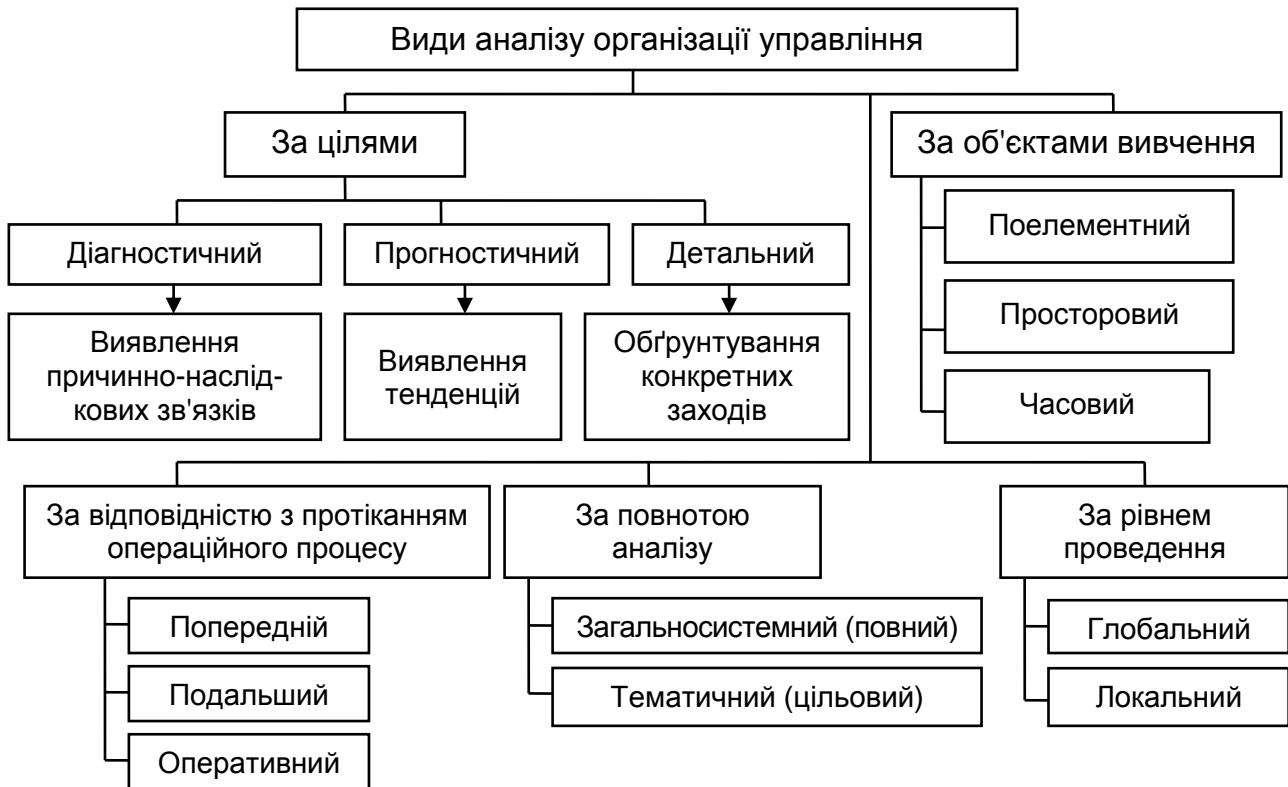 Види аналізу організації управління
За цілями
За об'єктами вивчення
Діагностичний
Прогностичний
Детальний
Виявлення
причинно-наслід-
кових зв'язків
Виявлення
тенденцій
Обґрунтування
конкретних
заходів
Поелементний
Просторовий
Часовий
За відповідністю з протіканням
операційного процесу
За повнотою
аналізу
За рівнем
проведення
Попередній
Подальший
Оперативний
Загальносистемний (повний)
Тематичний (цільовий)
Глобальний
Локальний